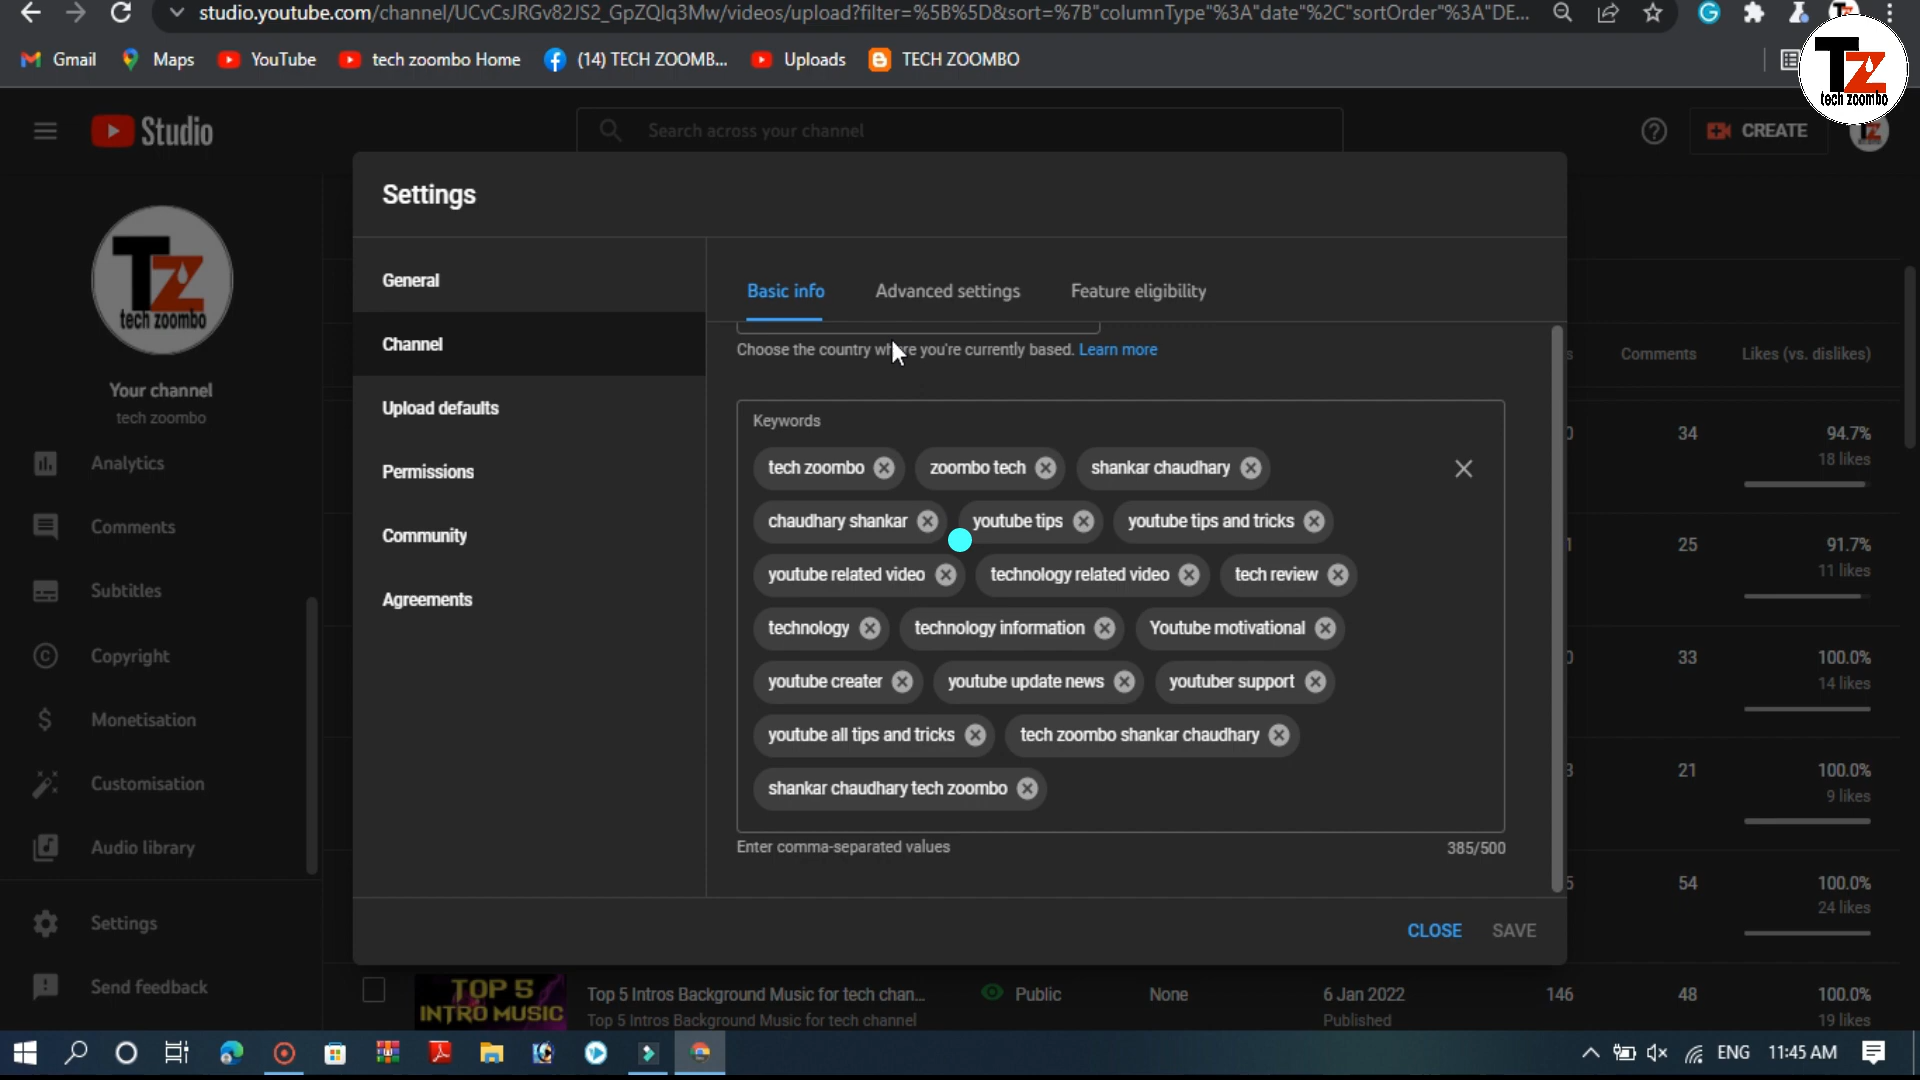 studio.youtube.com/channel/UCvCsJRGv82JS2_GpZQlq3Mw/videos/upload?filter=%5B%5D&sort=%7B"columnType"%3A"date"%2C"sortOrder"%3A"DE...
Gmail Maps YouTube tech zoombo Home (14) TECH ZOOMB... Uploads TECH ZOOMBO
TZ
tech zoombo
Studio
Search across your channel
CREATE
TZ
tech zoombo
Your channel
tech zoombo
Analytics
Comments
Subtitles
Copyright
Monetisation
Customisation
Audio library
Settings
Send feedback
Settings
General
Channel
Upload defaults
Permissions
Community
Agreements
Basic info Advanced settings Feature eligibility
Choose the country where you're currently based. Learn more
Keywords
tech zoombo zoombo tech shankar chaudhary
chaudhary shankar youtube tips youtube tips and tricks
youtube related video technology related video tech review
technology technology information Youtube motivational
youtube creater youtube update news youtuber support
youtube all tips and tricks tech zoombo shankar chaudhary
shankar chaudhary tech zoombo
Enter comma-separated values 385/500
CLOSE SAVE
Comments Likes (vs. dislikes)
34 94.7%
18 likes
25 91.7%
11 likes
33 100.0%
14 likes
21 100.0%
9 likes
54 100.0%
24 likes
TOP 5
INTRO MUSIC
Top 5 Intros Background Music for tech chan... Public None 6 Jan 2022 146 48 100.0%
Top 5 Intros Background Music for tech channel Published 19 likes
ENG 11:45 AM